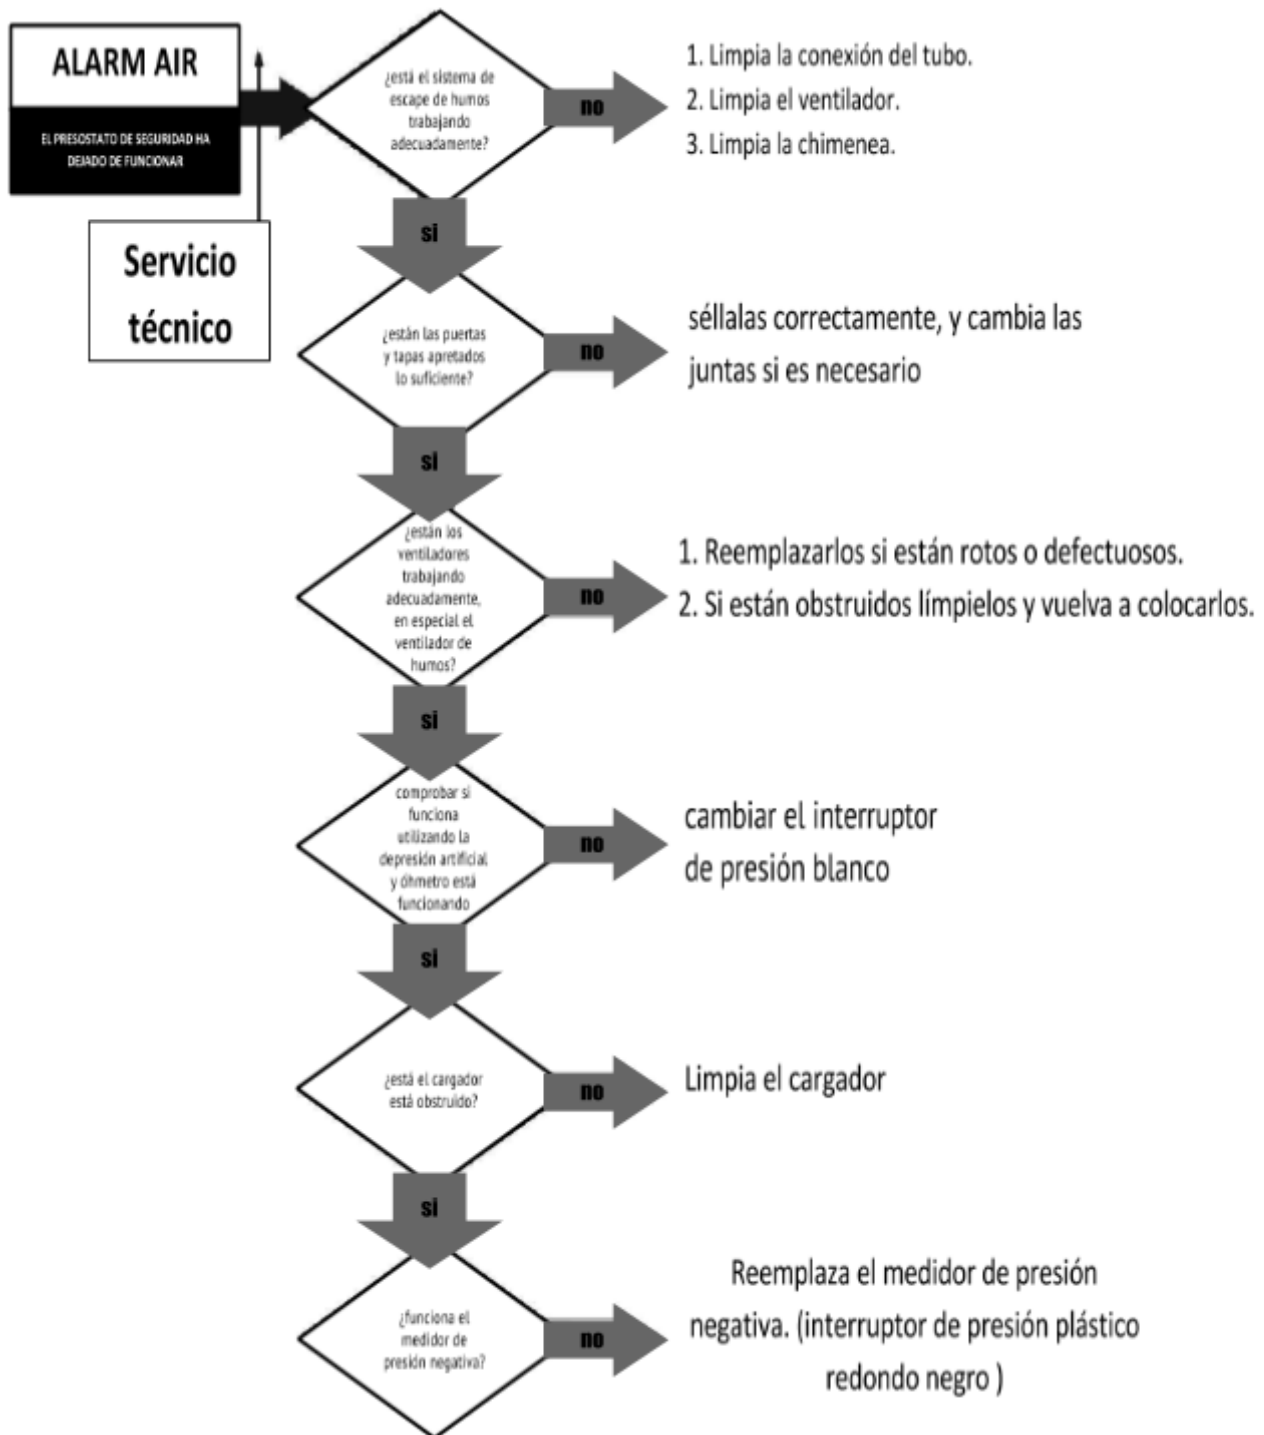 ALARM AIR
EL PRESOSTATO DE SEGURIDAD HA
DEJADO DE FUNCIONAR
Servicio
técnico
¿está el sistema de
escape de humos
trabajando
adecuadamente?
no
1. Limpia la conexión del tubo.
2. Limpia el ventilador.
3. Limpia la chimenea.
si
¿están las puertas
y tapas apretados
lo suficiente?
no
séllalas correctamente, y cambia las
juntas si es necesario
si
¿están los
ventiladores
trabajando
adecuadamente,
en especial el
ventilador de
humos?
no
1. Reemplazarlos si están rotos o defectuosos.
2. Si están obstruidos límpielos y vuelva a colocarlos.
si
comprobar si
funciona
utilizando la
depresión artificial
y óhmetro está
funcionando
no
cambiar el interruptor
de presión blanco
si
¿está el cargador
está obstruido?
no
Limpia el cargador
si
¿funciona el
medidor de
presión negativa?
no
Reemplaza el medidor de presión
negativa. (interruptor de presión plástico
redondo negro )